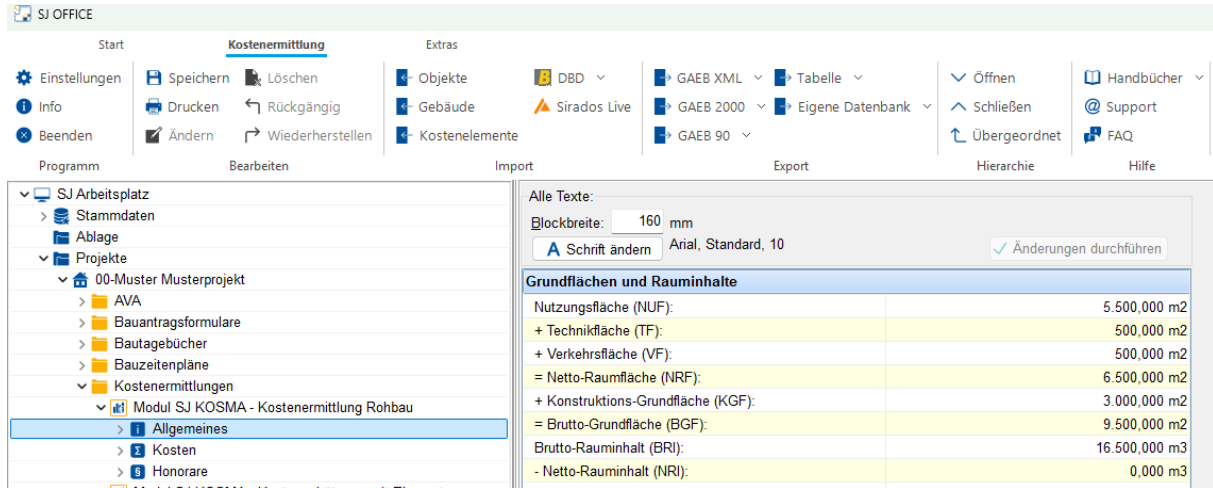 SJ OFFICE
Start Kostenermittlung Extras
Einstellungen Speichern Löschen Objekte DBD GAEB XML Tabelle Öffnen Handbücher
Info Drucken Rückgängig Gebäude Sirados Live GAEB 2000 Eigene Datenbank Schließen Support
Beenden Ändern Wiederherstellen Kostenelemente GAEB 90 Übergeordnet FAQ
Programm Bearbeiten Import Export Hierarchie Hilfe
SJ Arbeitsplatz
Stammdaten
Ablage
Projekte
00-Muster Musterprojekt
AVA
Bauantragsformulare
Bautagebücher
Bauzeitenpläne
Kostenermittlungen
Modul SJ KOSMA - Kostenermittlung Rohbau
Allgemeines
Kosten
Honorare
Alle Texte:
Blockbreite: 160 mm
A Schrift ändern Arial, Standard, 10 Änderungen durchführen
Grundflächen und Rauminhalte
Nutzungsfläche (NUF): 5.500,000 m2
+ Technikfläche (TF): 500,000 m2
+ Verkehrsfläche (VF): 500,000 m2
= Netto-Raumfläche (NRF): 6.500,000 m2
+ Konstruktions-Grundfläche (KGF): 3.000,000 m2
= Brutto-Grundfläche (BGF): 9.500,000 m2
Brutto-Rauminhalt (BRI): 16.500,000 m3
- Netto-Rauminhalt (NRI): 0,000 m3